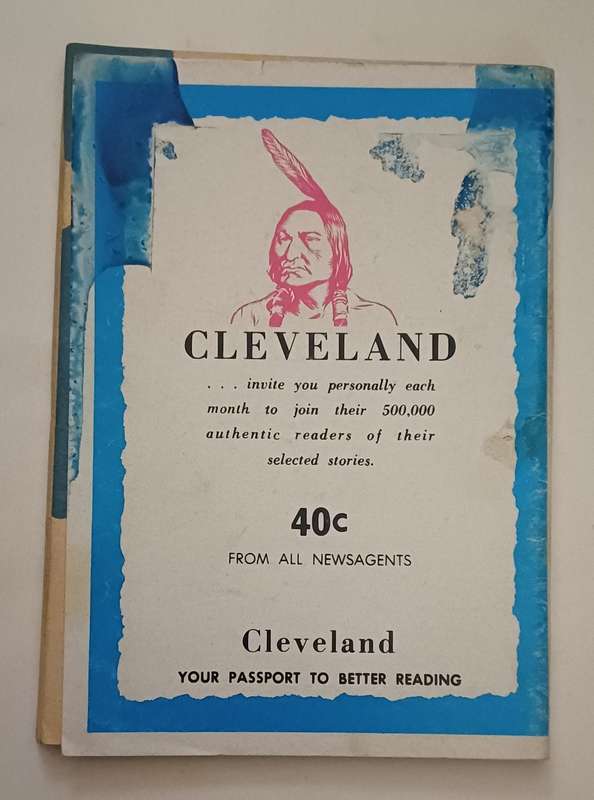 CLEVELAND
. . . invite you personally each
month to join their 500,000
authentic readers of their
selected stories.
40c
FROM ALL NEWSAGENTS
Cleveland
YOUR PASSPORT TO BETTER READING